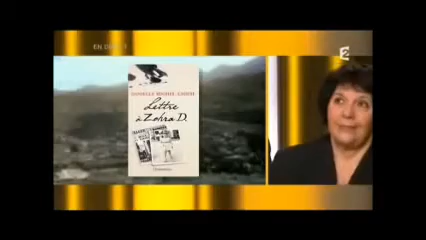 EN DIRECT
2
DANIELLE MICHEL-CHICH
Lettre
à Zohra D.
Flammarion